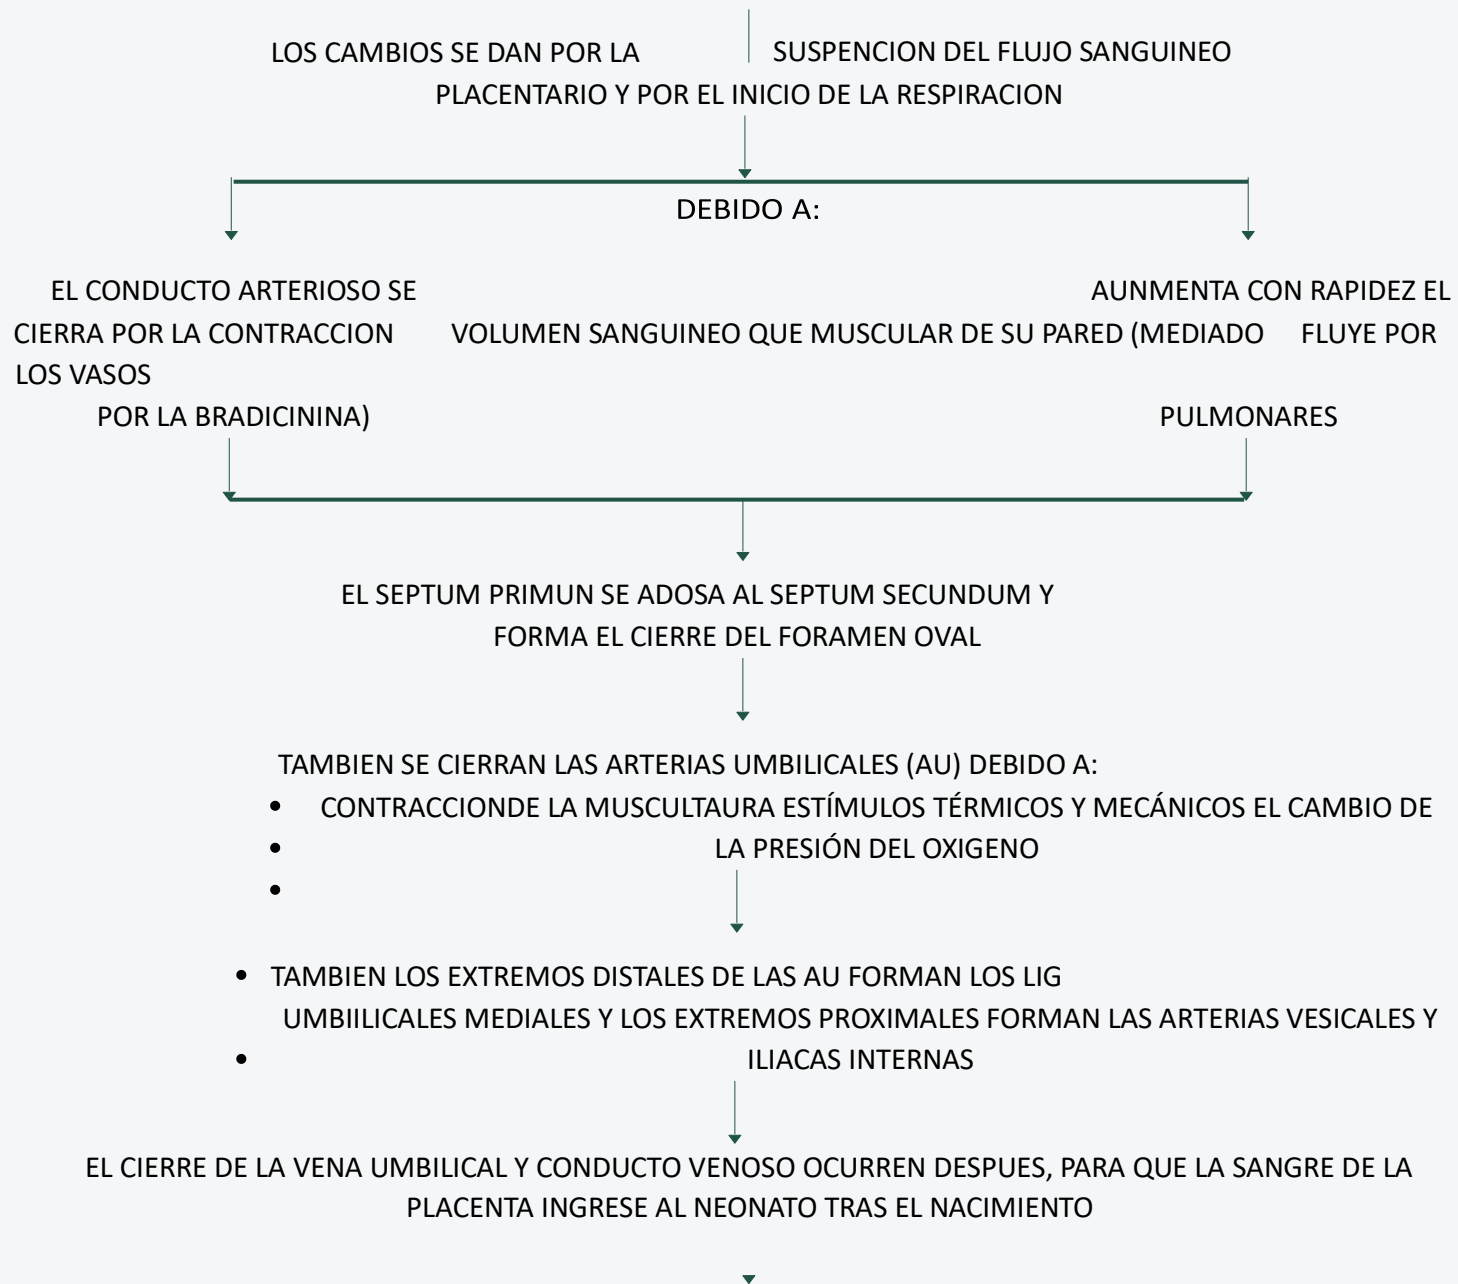 LOS CAMBIOS SE DAN POR LA SUSPENCION DEL FLUJO SANGUINEO
PLACENTARIO Y POR EL INICIO DE LA RESPIRACION
DEBIDO A:
EL CONDUCTO ARTERIOSO SE AUNMENTA CON RAPIDEZ EL
CIERRA POR LA CONTRACCION VOLUMEN SANGUINEO QUE MUSCULAR DE SU PARED (MEDIADO FLUYE POR
LOS VASOS
POR LA BRADICININA) PULMONARES
EL SEPTUM PRIMUN SE ADOSA AL SEPTUM SECUNDUM Y
FORMA EL CIERRE DEL FORAMEN OVAL
TAMBIEN SE CIERRAN LAS ARTERIAS UMBILICALES (AU) DEBIDO A:
• CONTRACCIONDE LA MUSCULTAURA ESTÍMULOS TÉRMICOS Y MECÁNICOS EL CAMBIO DE
• LA PRESIÓN DEL OXIGENO
•
• TAMBIEN LOS EXTREMOS DISTALES DE LAS AU FORMAN LOS LIG
UMBIILICALES MEDIALES Y LOS EXTREMOS PROXIMALES FORMAN LAS ARTERIAS VESICALES Y
• ILIACAS INTERNAS
EL CIERRE DE LA VENA UMBILICAL Y CONDUCTO VENOSO OCURREN DESPUES, PARA QUE LA SANGRE DE LA
PLACENTA INGRESE AL NEONATO TRAS EL NACIMIENTO